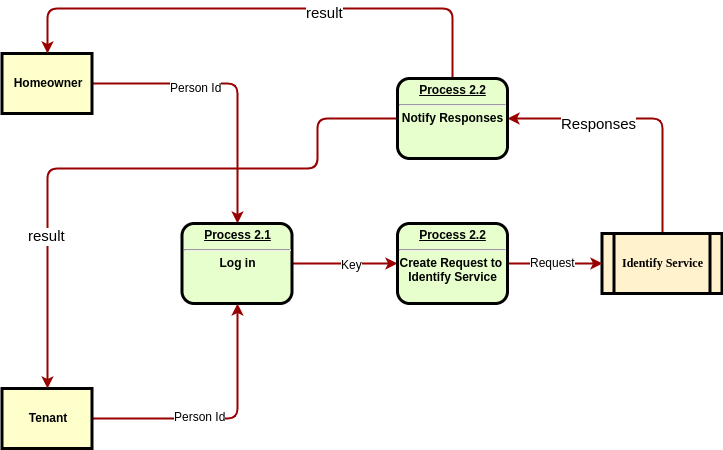 result
Homeowner
Person Id
Process 2.2
Notify Responses
Responses
result
Process 2.1
Log in
Key
Process 2.2
Create Request to
Identify Service
Request
Identify Service
Tenant
Person Id